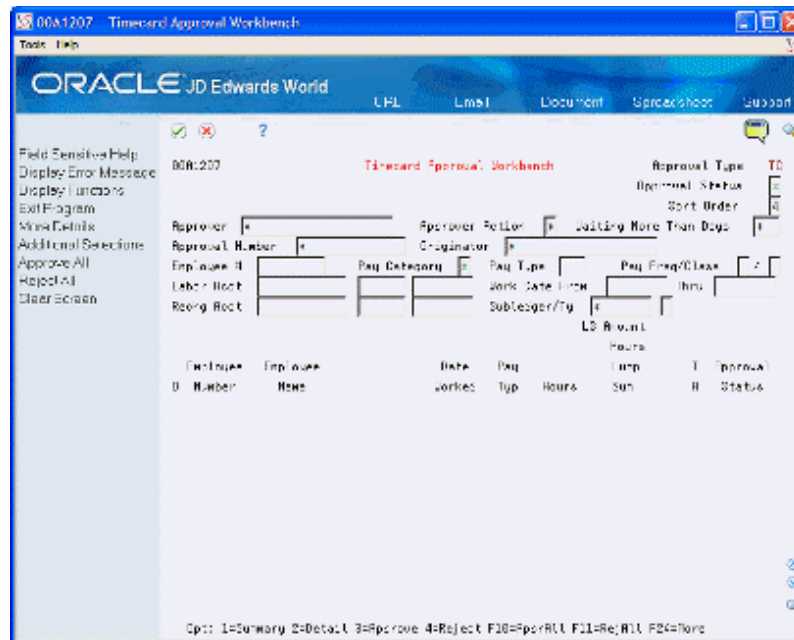 00A1207 Timecard Approval Workbench
Tools Help
ORACLE JD Edwards World
URL Email Document Spreadsheet Support
Field Sensitive Help
Display Error Message
Display Functions
Exit Program
More Details
Additional Selections
Approve All
Reject All
Clear Screen
00A1207 Timecard Approval Workbench Approval Type TC
Approval Status *
Sort Order 4
Approver * Approver Action * Waiting More Than Days *
Approval Number * Originator *
Employee # Pay Category * Pay Type Pay Freq/Class /
Labor Acct Work Date From Thru
Reorg Acct Subledger/Ty *
LS Amount
Hours
Employee Employee Date Pay Lump T Approval
O Number Name Worked Typ Hours Sum A Status
Opt: 1=Summary 2=Detail 3=Approve 4=Reject F10=ApprAll F11=RejAll F24=More